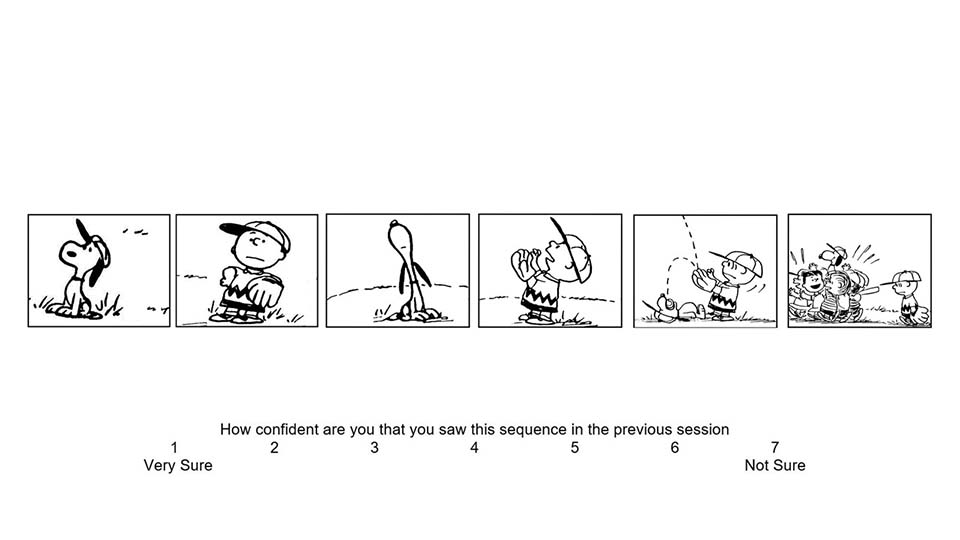 How confident are you that you saw this sequence in the previous session
1 2 3 4 5 6 7
Very Sure Not Sure